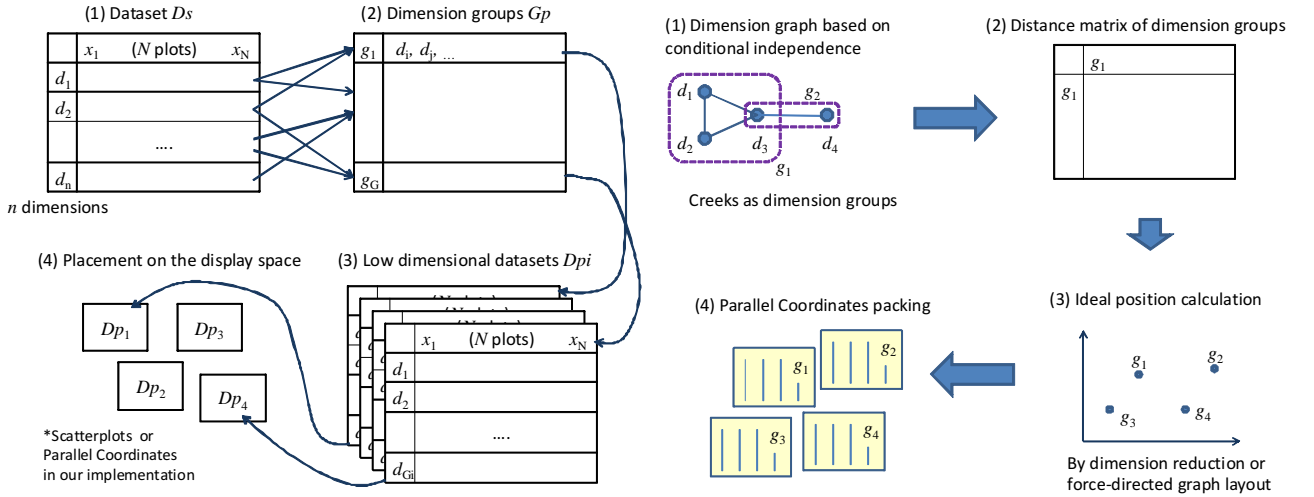 (1) Dataset Ds
x1 (N plots) xN
d1
d2
....
dn
n dimensions
(2) Dimension groups Gp
g1 di, dj, ...
gG
(3) Low dimensional datasets Dpi
(N plots)
(N plots)
(N plots)
x1 (N plots) xN
d1
d2
....
dGi
(4) Placement on the display space
Dp1
Dp3
Dp2
Dp4
*Scatterplots or
Parallel Coordinates
in our implementation
(1) Dimension graph based on
conditional independence
d1
g2
d2
d3
d4
g1
Creeks as dimension groups
(2) Distance matrix of dimension groups
g1
g1
(3) Ideal position calculation
g1
g2
g3
g4
By dimension reduction or
force-directed graph layout
(4) Parallel Coordinates packing
g1
g2
g3
g4